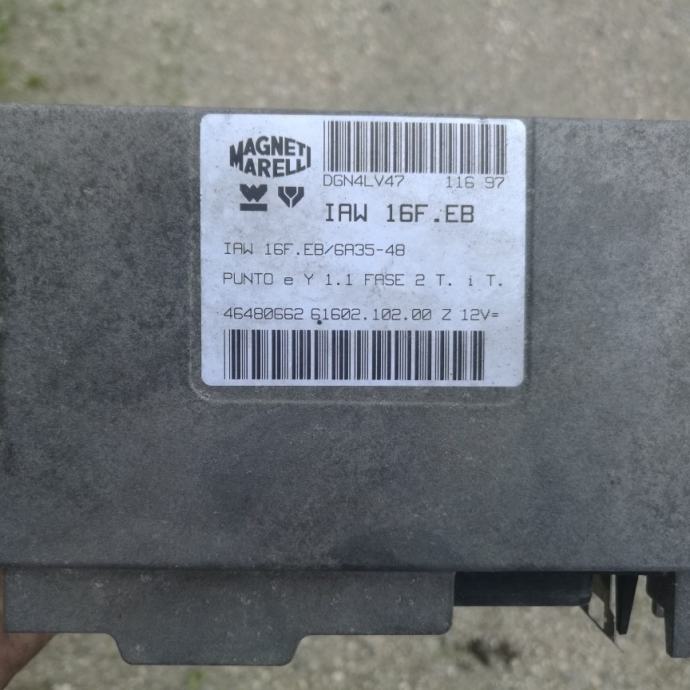 MAGNETI
MARELLI
DGN4LV47 116 97
IAW 16F.EB
IAW 16F.EB/6A35-48
PUNTO e Y 1.1 FASE 2 T. i T.
46480662 61602.102.00 Z 12V=